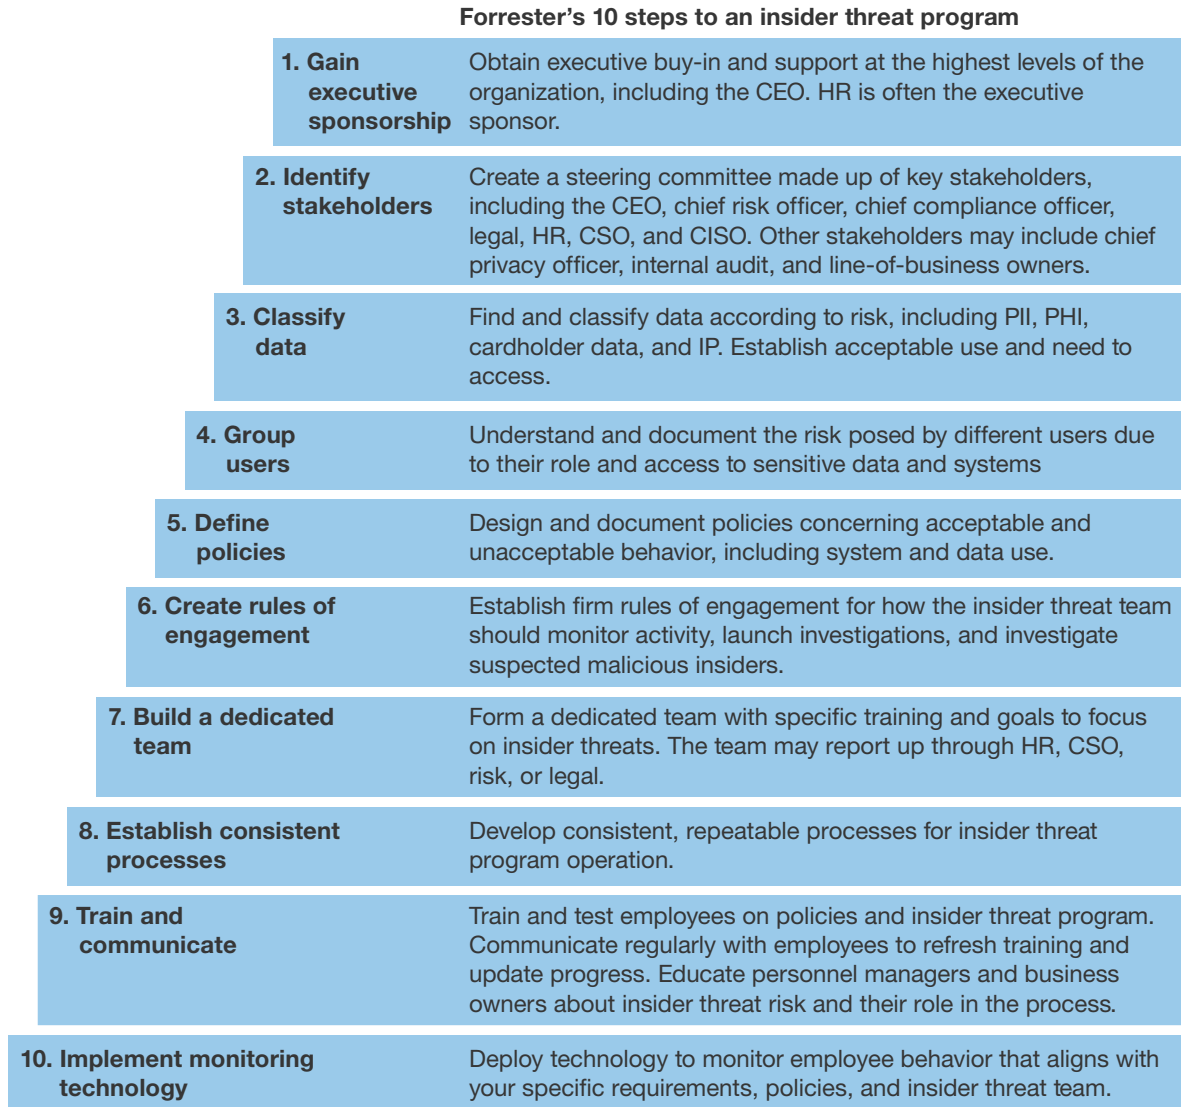 Forrester’s 10 steps to an insider threat program
1. Gain
executive
sponsorship
Obtain executive buy-in and support at the highest levels of the
organization, including the CEO. HR is often the executive
sponsor.
2. Identify
stakeholders
Create a steering committee made up of key stakeholders,
including the CEO, chief risk officer, chief compliance officer,
legal, HR, CSO, and CISO. Other stakeholders may include chief
privacy officer, internal audit, and line-of-business owners.
3. Classify
data
Find and classify data according to risk, including PII, PHI,
cardholder data, and IP. Establish acceptable use and need to
access.
4. Group
users
Understand and document the risk posed by different users due
to their role and access to sensitive data and systems
5. Define
policies
Design and document policies concerning acceptable and
unacceptable behavior, including system and data use.
6. Create rules of
engagement
Establish firm rules of engagement for how the insider threat team
should monitor activity, launch investigations, and investigate
suspected malicious insiders.
7. Build a dedicated
team
Form a dedicated team with specific training and goals to focus
on insider threats. The team may report up through HR, CSO,
risk, or legal.
8. Establish consistent
processes
Develop consistent, repeatable processes for insider threat
program operation.
9. Train and
communicate
Train and test employees on policies and insider threat program.
Communicate regularly with employees to refresh training and
update progress. Educate personnel managers and business
owners about insider threat risk and their role in the process.
10. Implement monitoring
technology
Deploy technology to monitor employee behavior that aligns with
your specific requirements, policies, and insider threat team.